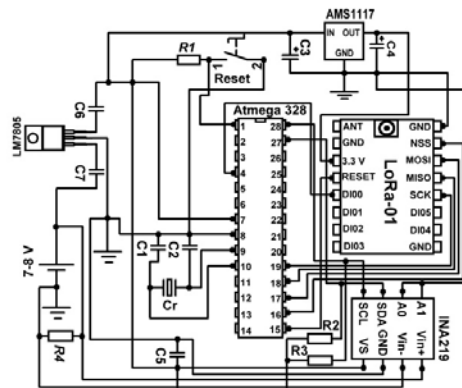 AMS1117
IN OUT
GND
C3
C4
R1
1
2
Reset
C6
LM7805
C7
7-8 V
R4
C5
C1
C2
Cr
Atmega 328
1
2
3
4
5
6
7
8
9
10
11
12
13
14
28
27
26
25
24
23
22
21
20
19
18
17
16
15
LoRa-01
ANT
3.3 V
RESET
DI00
DI01
DI02
DI03
GND
NSS
MOSI
MISO
SCK
DI05
DI04
GND
R2
R3
SCL
SDA
A0
A1
VS
GND
Vin-
Vin+
INA219